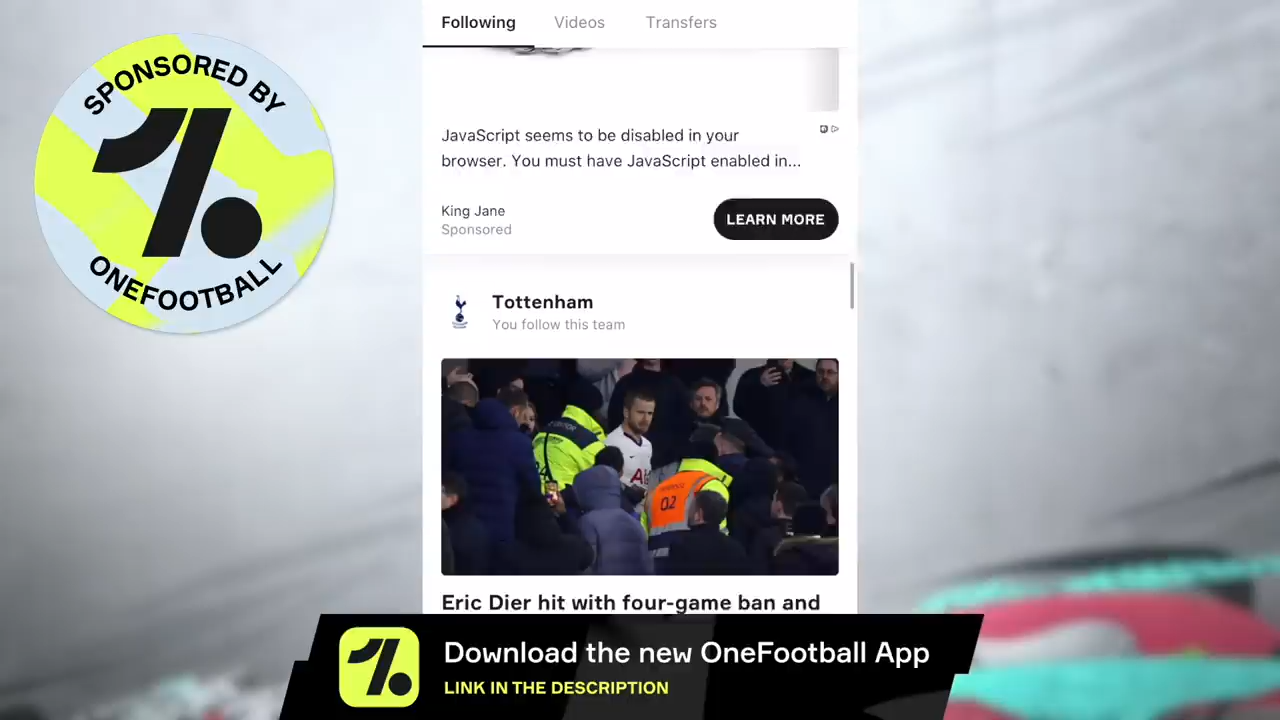 SPONSORED BY
ONEFOOTBALL
Following
Videos
Transfers
JavaScript seems to be disabled in your
browser. You must have JavaScript enabled in...
King Jane
Sponsored
LEARN MORE
Tottenham
You follow this team
02
Eric Dier hit with four-game ban and
Download the new OneFootball App
LINK IN THE DESCRIPTION